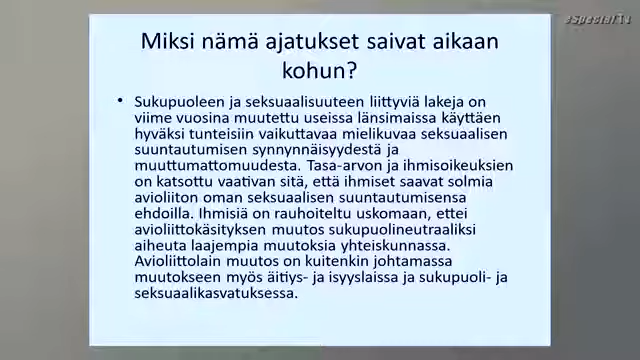 Miksi nämä ajatukset saivat aikaan
kohun?
• Sukupuoleen ja seksuaalisuuteen liittyviä lakeja on
viime vuosina muutettu useissa länsimaissa käyttäen
hyväksi tunteisiin vaikuttavaa mielikuvaa seksuaalisen
suuntautumisen synnynnäisyydestä ja
muuttumattomuudesta. Tasa-arvon ja ihmisoikeuksien
on katsottu vaativan sitä, että ihmiset saavat solmia
avioliiton oman seksuaalisen suuntautumisensa
ehdoilla. Ihmisiä on rauhoiteltu uskomaan, ettei
avioliittokäsityksen muutos sukupuolineutraaliksi
aiheuta laajempia muutoksia yhteiskunnassa.
Avioliittolain muutos on kuitenkin johtamassa
muutokseen myös äitiys- ja isyyslaissa ja sukupuoli- ja
seksuaalikasvatuksessa.